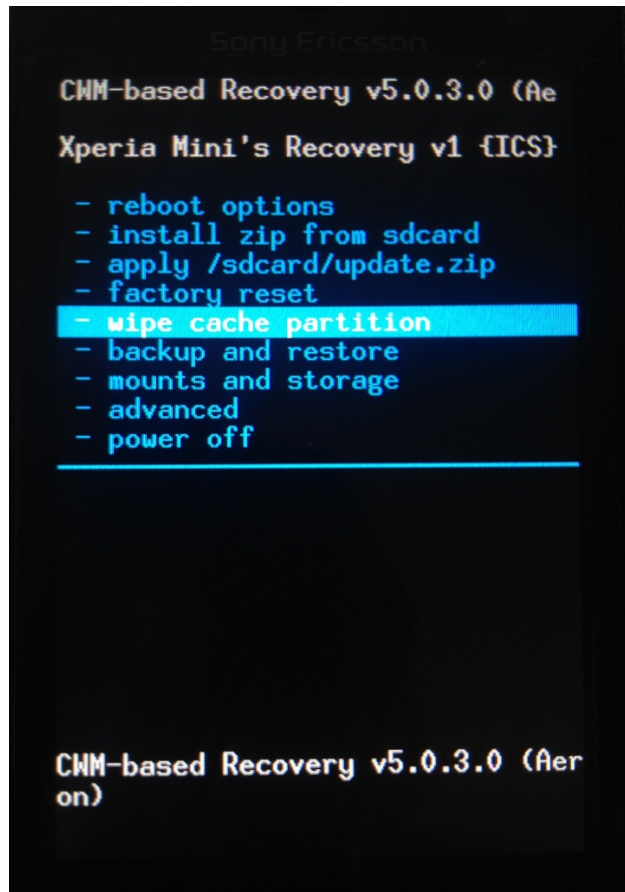 Sony Ericsson
CWM-based Recovery v5.0.3.0 (Ae
Xperia Mini's Recovery v1 {ICS}
- reboot options
- install zip from sdcard
- apply /sdcard/update.zip
- factory reset
- wipe cache partition
- backup and restore
- mounts and storage
- advanced
- power off
CWM-based Recovery v5.0.3.0 (Aer
on)